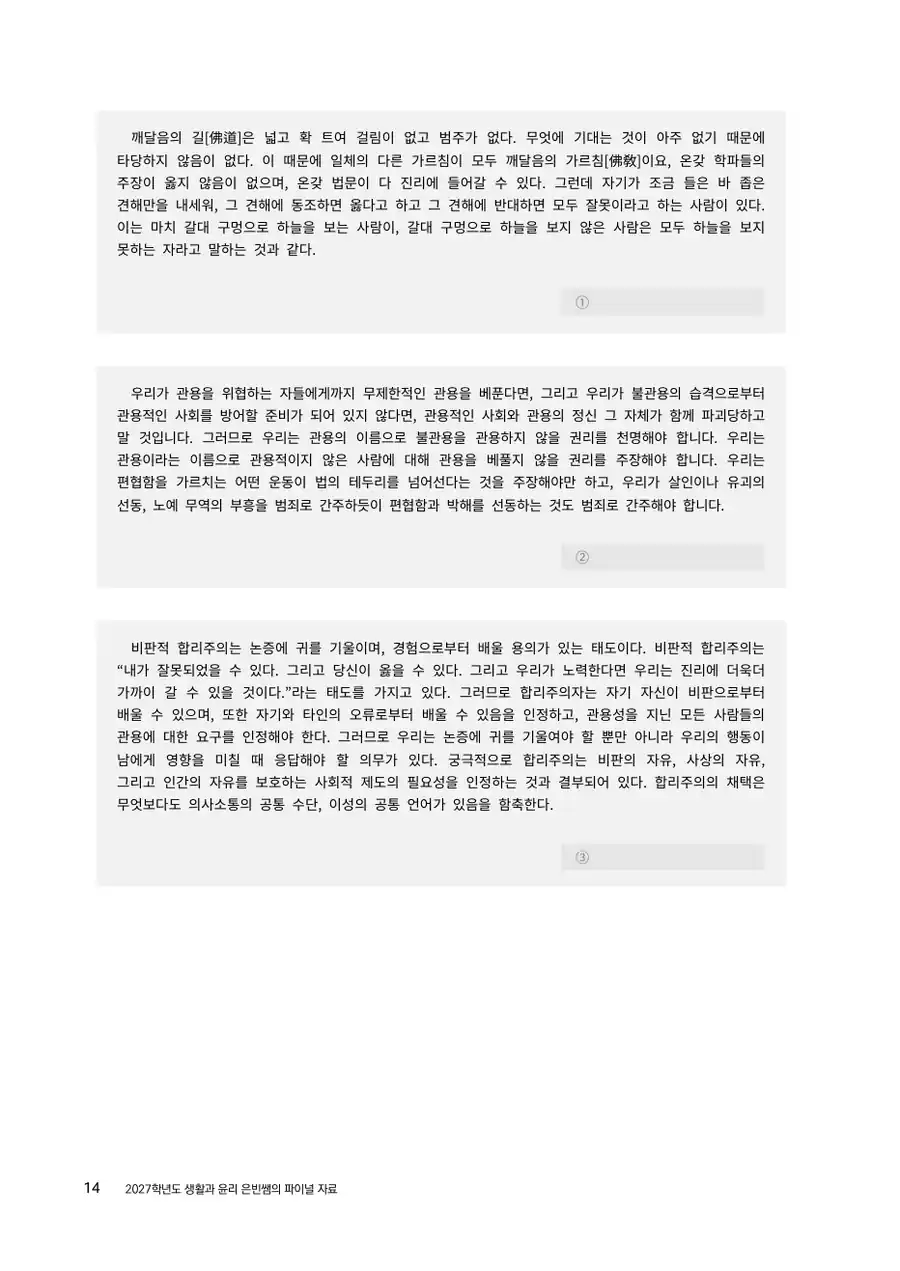 깨달음의 길[佛道]은 넓고 확 트여 걸림이 없고 범주가 없다. 무엇에 기대는 것이 아주 없기 때문에
타당하지 않음이 없다. 이 때문에 일체의 다른 가르침이 모두 깨달음의 가르침[佛敎]이요, 온갖 학파들의
주장이 옳지 않음이 없으며, 온갖 법문이 다 진리에 들어갈 수 있다. 그런데 자기가 조금 들은 바 좁은
견해만을 내세워, 그 견해에 동조하면 옳다고 하고 그 견해에 반대하면 모두 잘못이라고 하는 사람이 있다.
이는 마치 갈대 구멍으로 하늘을 보는 사람이, 갈대 구멍으로 하늘을 보지 않은 사람은 모두 하늘을 보지
못하는 자라고 말하는 것과 같다.
①
우리가 관용을 위협하는 자들에게까지 무제한적인 관용을 베푼다면, 그리고 우리가 불관용의 습격으로부터
관용적인 사회를 방어할 준비가 되어 있지 않다면, 관용적인 사회와 관용의 정신 그 자체가 함께 파괴당하고
말 것입니다. 그러므로 우리는 관용의 이름으로 불관용을 관용하지 않을 권리를 천명해야 합니다. 우리는
관용이라는 이름으로 관용적이지 않은 사람에 대해 관용을 베풀지 않을 권리를 주장해야 합니다. 우리는
편협함을 가르치는 어떤 운동이 법의 테두리를 넘어선다는 것을 주장해야만 하고, 우리가 살인이나 유괴의
선동, 노예 무역의 부흥을 범죄로 간주하듯이 편협함과 박해를 선동하는 것도 범죄로 간주해야 합니다.
②
비판적 합리주의는 논증에 귀를 기울이며, 경험으로부터 배울 용의가 있는 태도이다. 비판적 합리주의는
“내가 잘못되었을 수 있다. 그리고 당신이 옳을 수 있다. 그리고 우리가 노력한다면 우리는 진리에 더욱더
가까이 갈 수 있을 것이다.”라는 태도를 가지고 있다. 그러므로 합리주의자는 자기 자신이 비판으로부터
배울 수 있으며, 또한 자기와 타인의 오류로부터 배울 수 있음을 인정하고, 관용성을 지닌 모든 사람들의
관용에 대한 요구를 인정해야 한다. 그러므로 우리는 논증에 귀를 기울여야 할 뿐만 아니라 우리의 행동이
남에게 영향을 미칠 때 응답해야 할 의무가 있다. 궁극적으로 합리주의는 비판의 자유, 사상의 자유,
그리고 인간의 자유를 보호하는 사회적 제도의 필요성을 인정하는 것과 결부되어 있다. 합리주의의 채택은
무엇보다도 의사소통의 공통 수단, 이성의 공통 언어가 있음을 함축한다.
③
14 2027학년도 생활과 윤리 은빈쌤의 파이널 자료